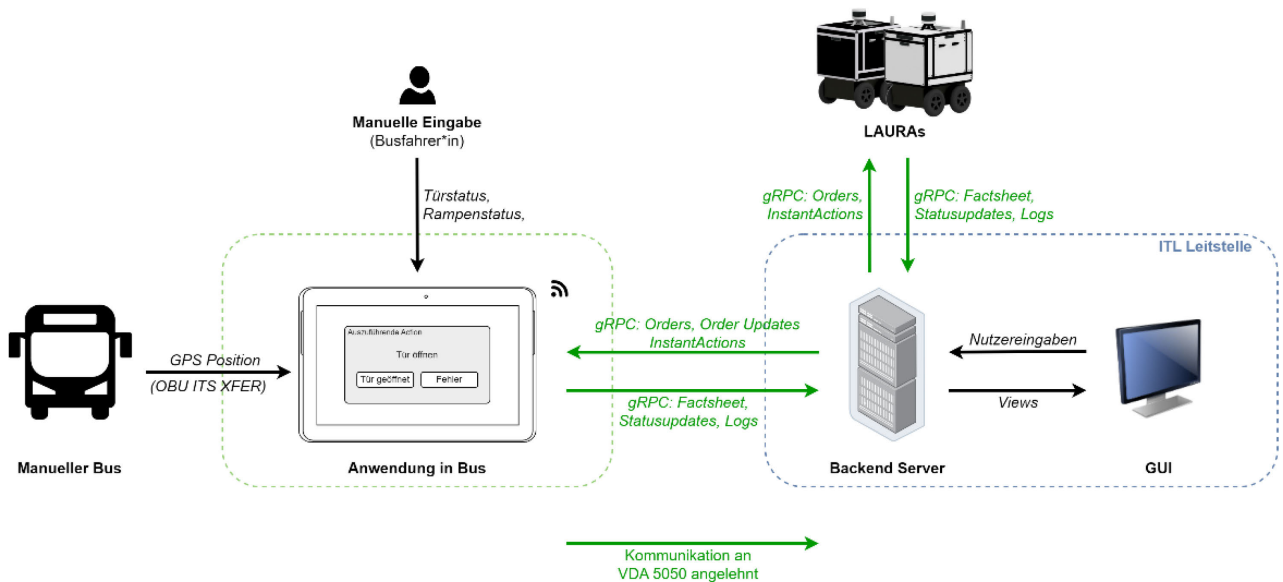 Manuelle Eingabe
(Busfahrer*in)
LAURAs
Türstatus,
Rampenstatus,
gRPC: Orders,
InstantActions
gRPC: Factsheet,
Statusupdates, Logs
ITL Leitstelle
GPS Position
(OBU ITS XFER)
Auszuführende Action
Tür öffnen
Tür geöffnet
Fehler
gRPC: Orders, Order Updates
InstantActions
gRPC: Factsheet,
Statusupdates, Logs
Nutzereingaben
Views
Manueller Bus
Anwendung in Bus
Backend Server
GUI
Kommunikation an
VDA 5050 angelehnt